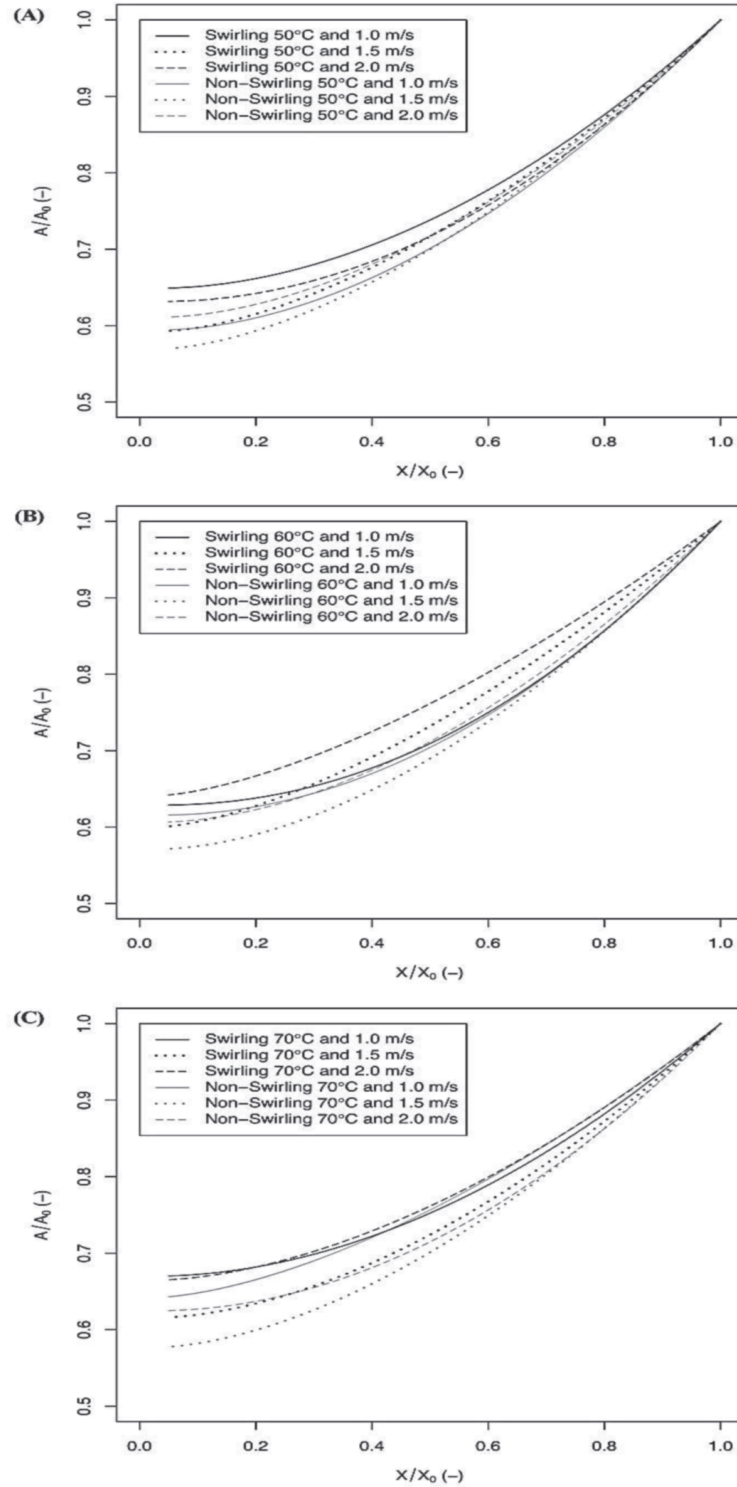 (A)
Swirling 50°C and 1.0 m/s
Swirling 50°C and 1.5 m/s
Swirling 50°C and 2.0 m/s
Non-Swirling 50°C and 1.0 m/s
Non-Swirling 50°C and 1.5 m/s
Non-Swirling 50°C and 2.0 m/s
A/A₀ (-)
1.0
0.9
0.8
0.7
0.6
0.5
0.0 0.2 0.4 0.6 0.8 1.0
X/X₀ (-)
(B)
Swirling 60°C and 1.0 m/s
Swirling 60°C and 1.5 m/s
Swirling 60°C and 2.0 m/s
Non-Swirling 60°C and 1.0 m/s
Non-Swirling 60°C and 1.5 m/s
Non-Swirling 60°C and 2.0 m/s
A/A₀ (-)
1.0
0.9
0.8
0.7
0.6
0.5
0.0 0.2 0.4 0.6 0.8 1.0
X/X₀ (-)
(C)
Swirling 70°C and 1.0 m/s
Swirling 70°C and 1.5 m/s
Swirling 70°C and 2.0 m/s
Non-Swirling 70°C and 1.0 m/s
Non-Swirling 70°C and 1.5 m/s
Non-Swirling 70°C and 2.0 m/s
A/A₀ (-)
1.0
0.9
0.8
0.7
0.6
0.5
0.0 0.2 0.4 0.6 0.8 1.0
X/X₀ (-)